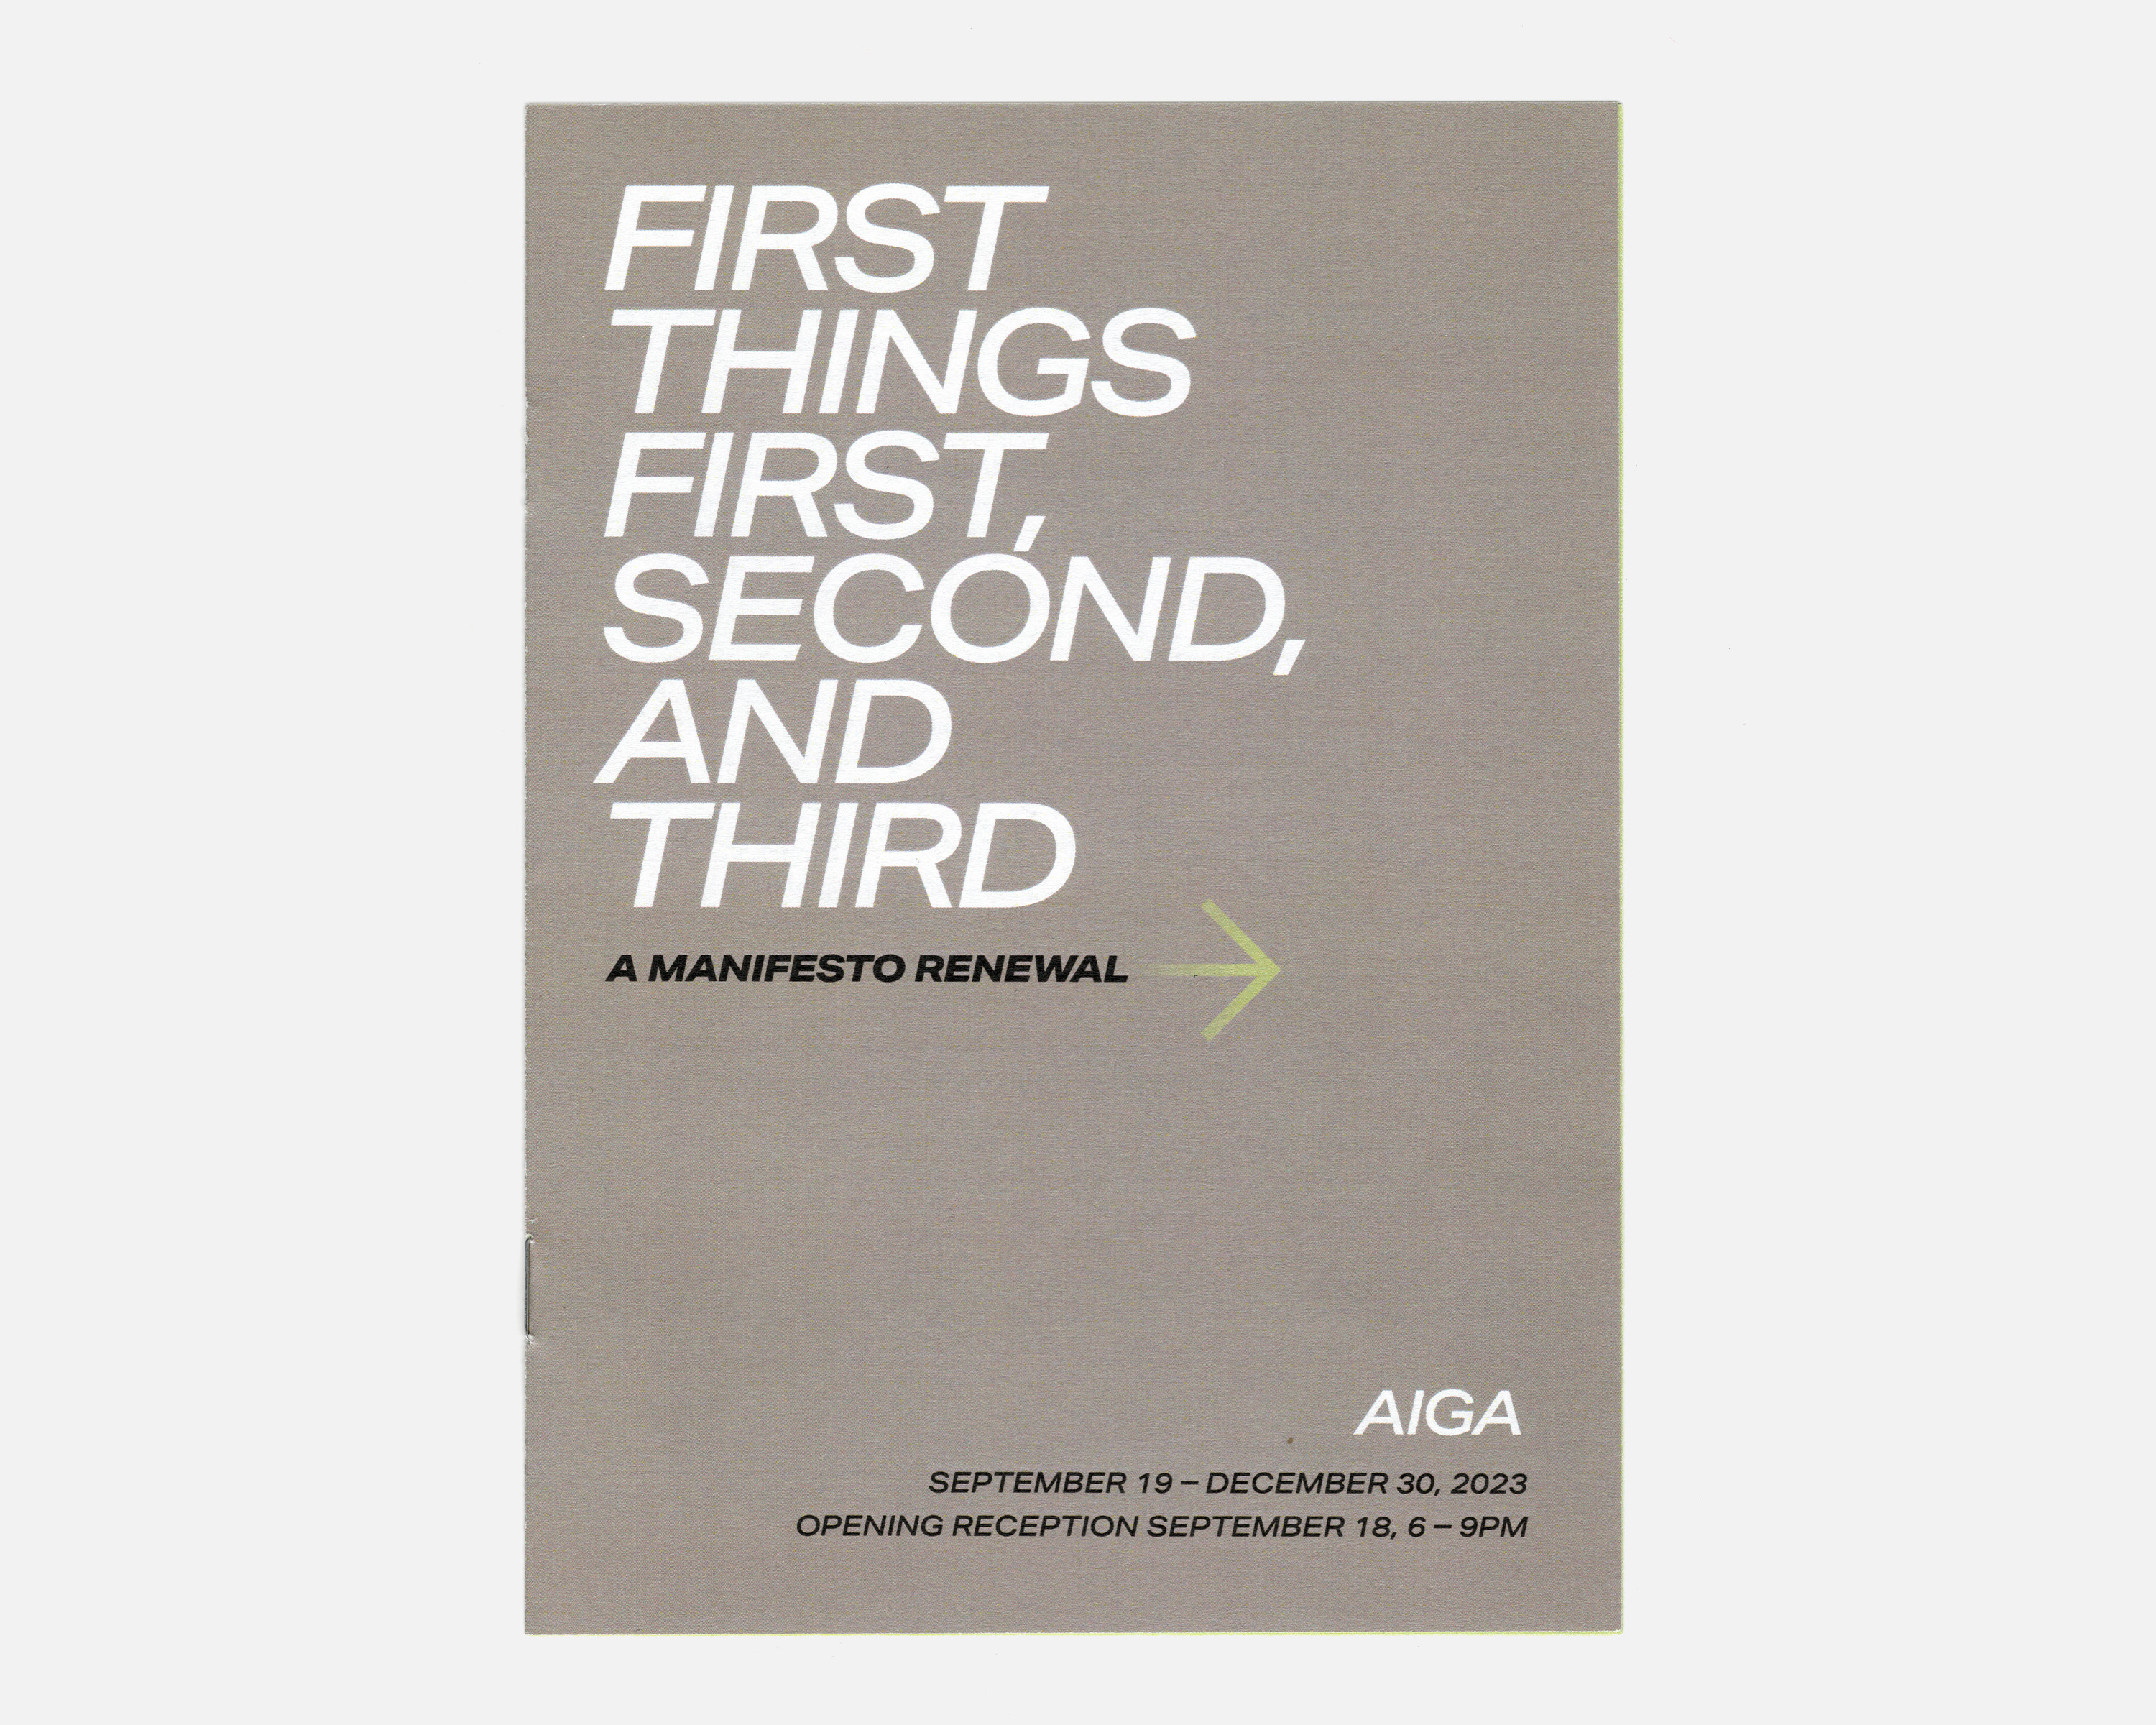 FIRST
THINGS
FIRST,
SECOND,
AND
THIRD
A MANIFESTO RENEWAL
AIGA
SEPTEMBER 19 – DECEMBER 30, 2023
OPENING RECEPTION SEPTEMBER 18, 6 – 9PM